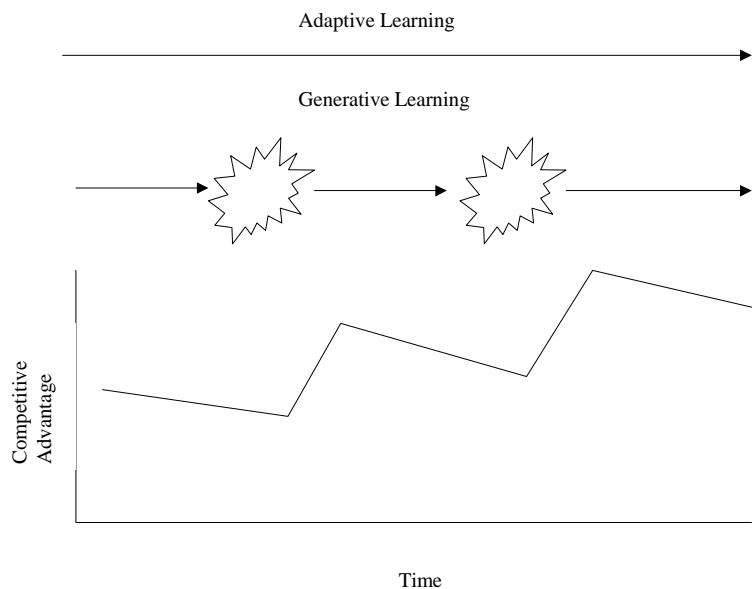 Adaptive Learning
Generative Learning
Competitive
Advantage
Time